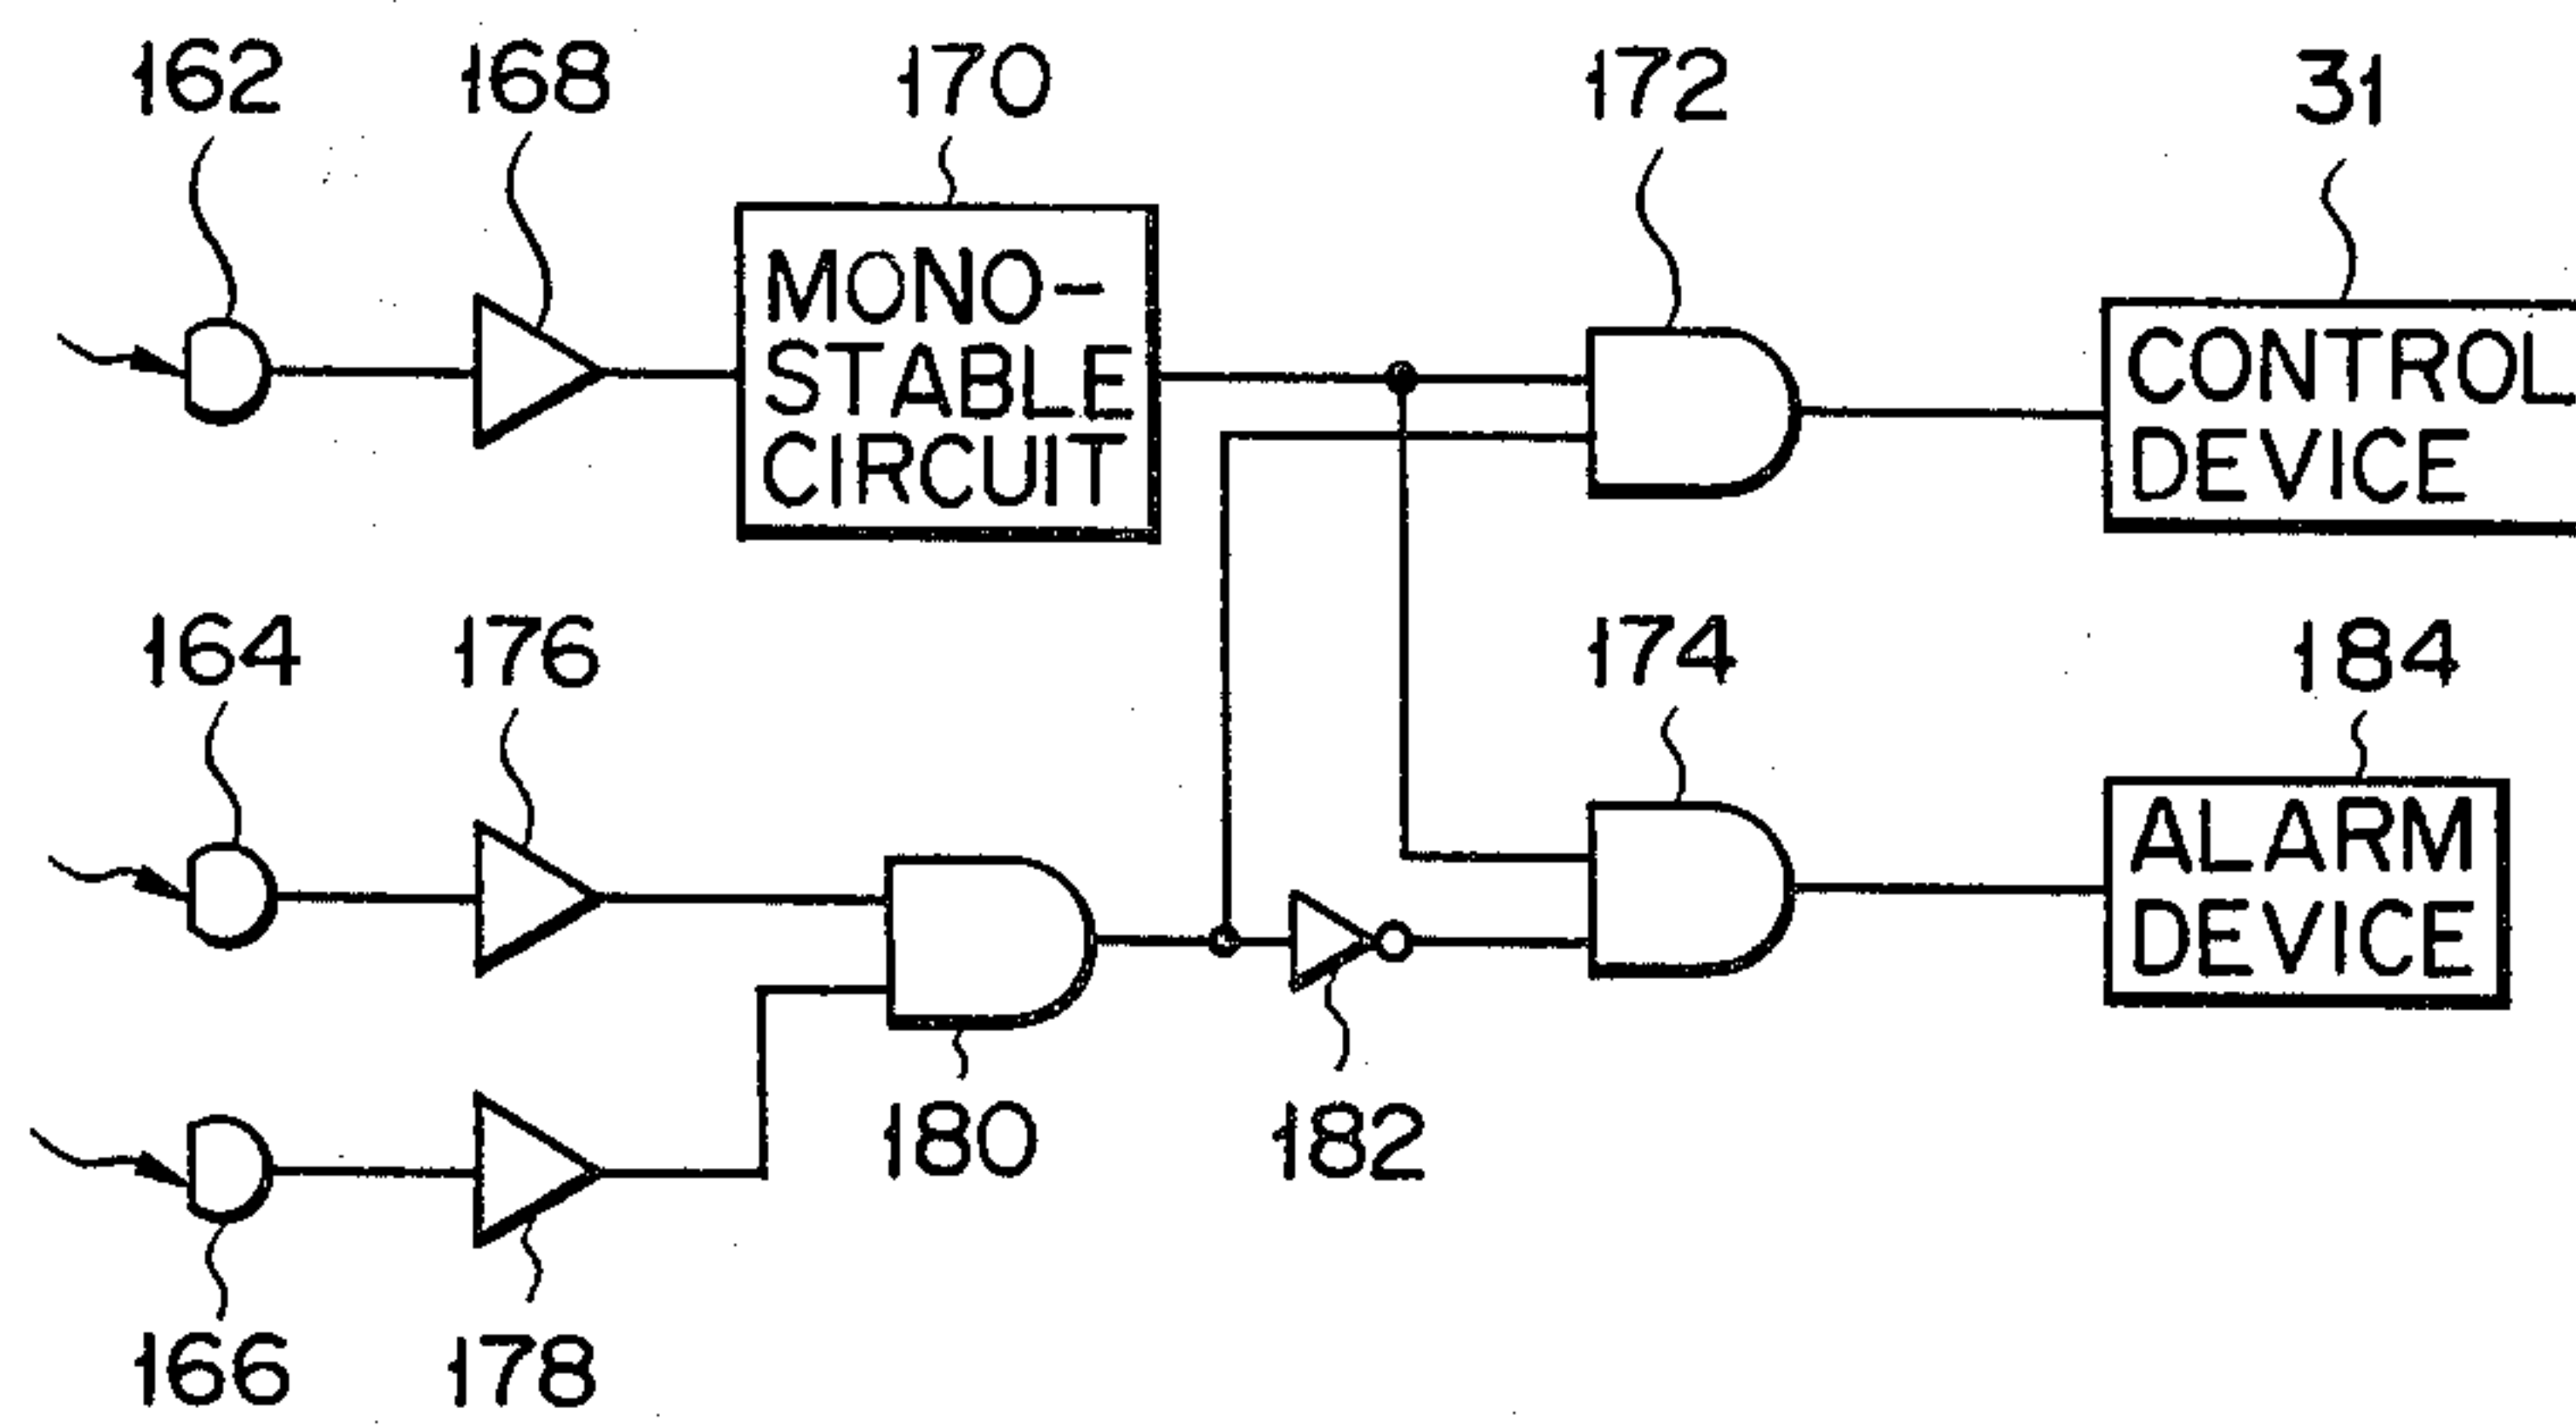 162
168
170
172
31
MONO-
STABLE
CIRCUIT
CONTROL
DEVICE
164
176
174
184
ALARM
DEVICE
180
182
166
178